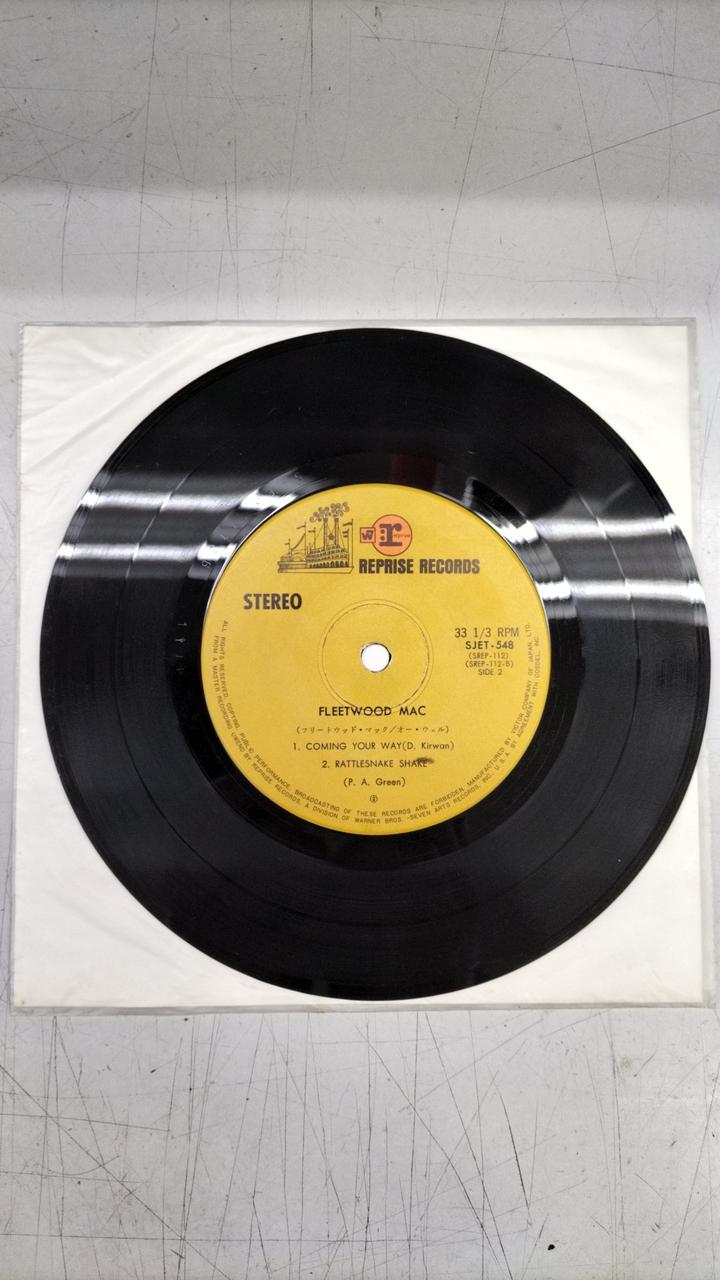 W7 r reprise
REPRISE RECORDS
STEREO
33 1/3 RPM
SJET-548
(SREP-112)
(SREP-112-B)
SIDE 2
FLEETWOOD MAC
(フリートウッド・マック/オー・ウェル)
1. COMING YOUR WAY(D. Kirwan)
2. RATTLESNAKE SHAKE
(P. A. Green)
ALL RIGHTS RESERVED, COPYING PUBLIC PERFORMANCE, BROADCASTING OF THESE RECORDS ARE FORBIDDEN, MANUFACTURED BY VICTOR COMPANY OF JAPAN, LTD.
FROM A MASTER RECORDING OWEND BY REPRISE RECORDS, A DIVISION OF WARNER BROS. -SEVEN ARTS RECORDS, INC. U.S.A. BY AGREEMENT WITH COSDEL, INC.